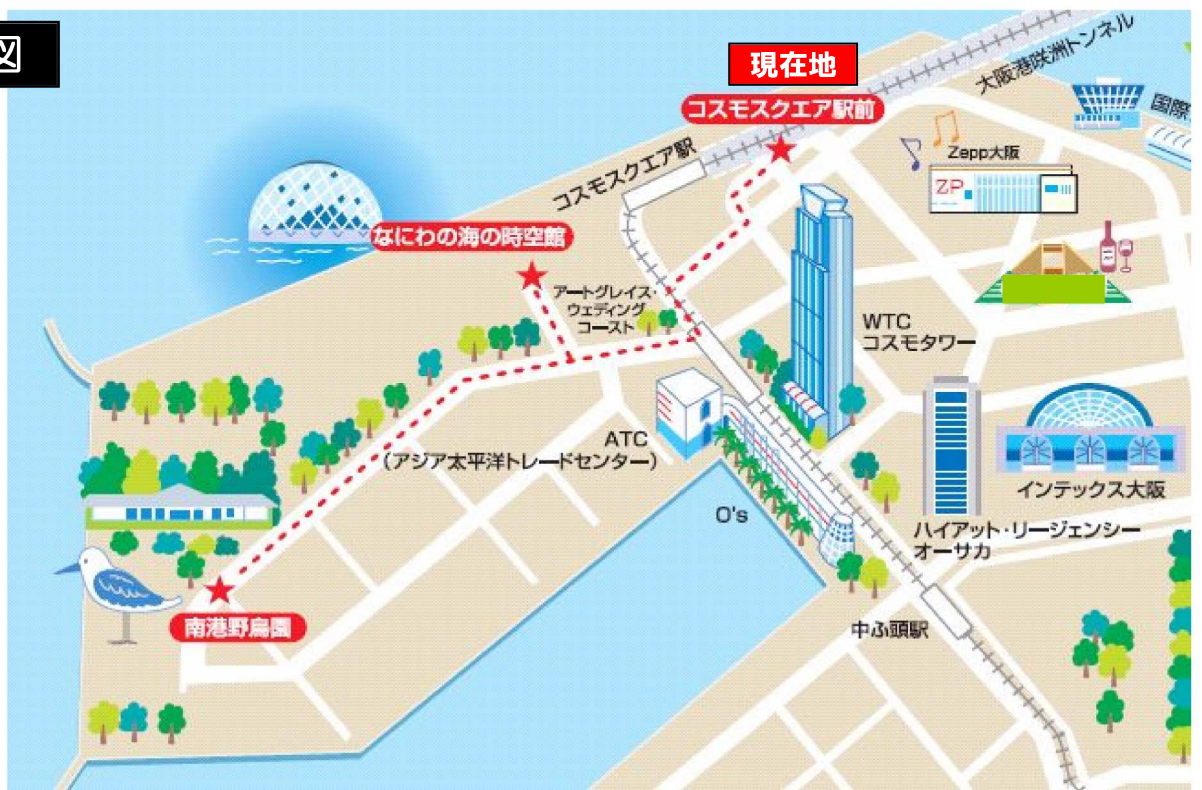 図
現在地
コスモスクエア駅前
大阪港咲洲トンネル
国際
コスモスクエア駅
Zepp大阪
ZP
なにわの海の時空館
アートグレイス・
ウェディング
コースト
WTC
コスモタワー
ATC
(アジア太平洋トレードセンター)
インテックス大阪
O's
ハイアット・リージェンシー
オーサカ
南港野鳥園
中ふ頭駅